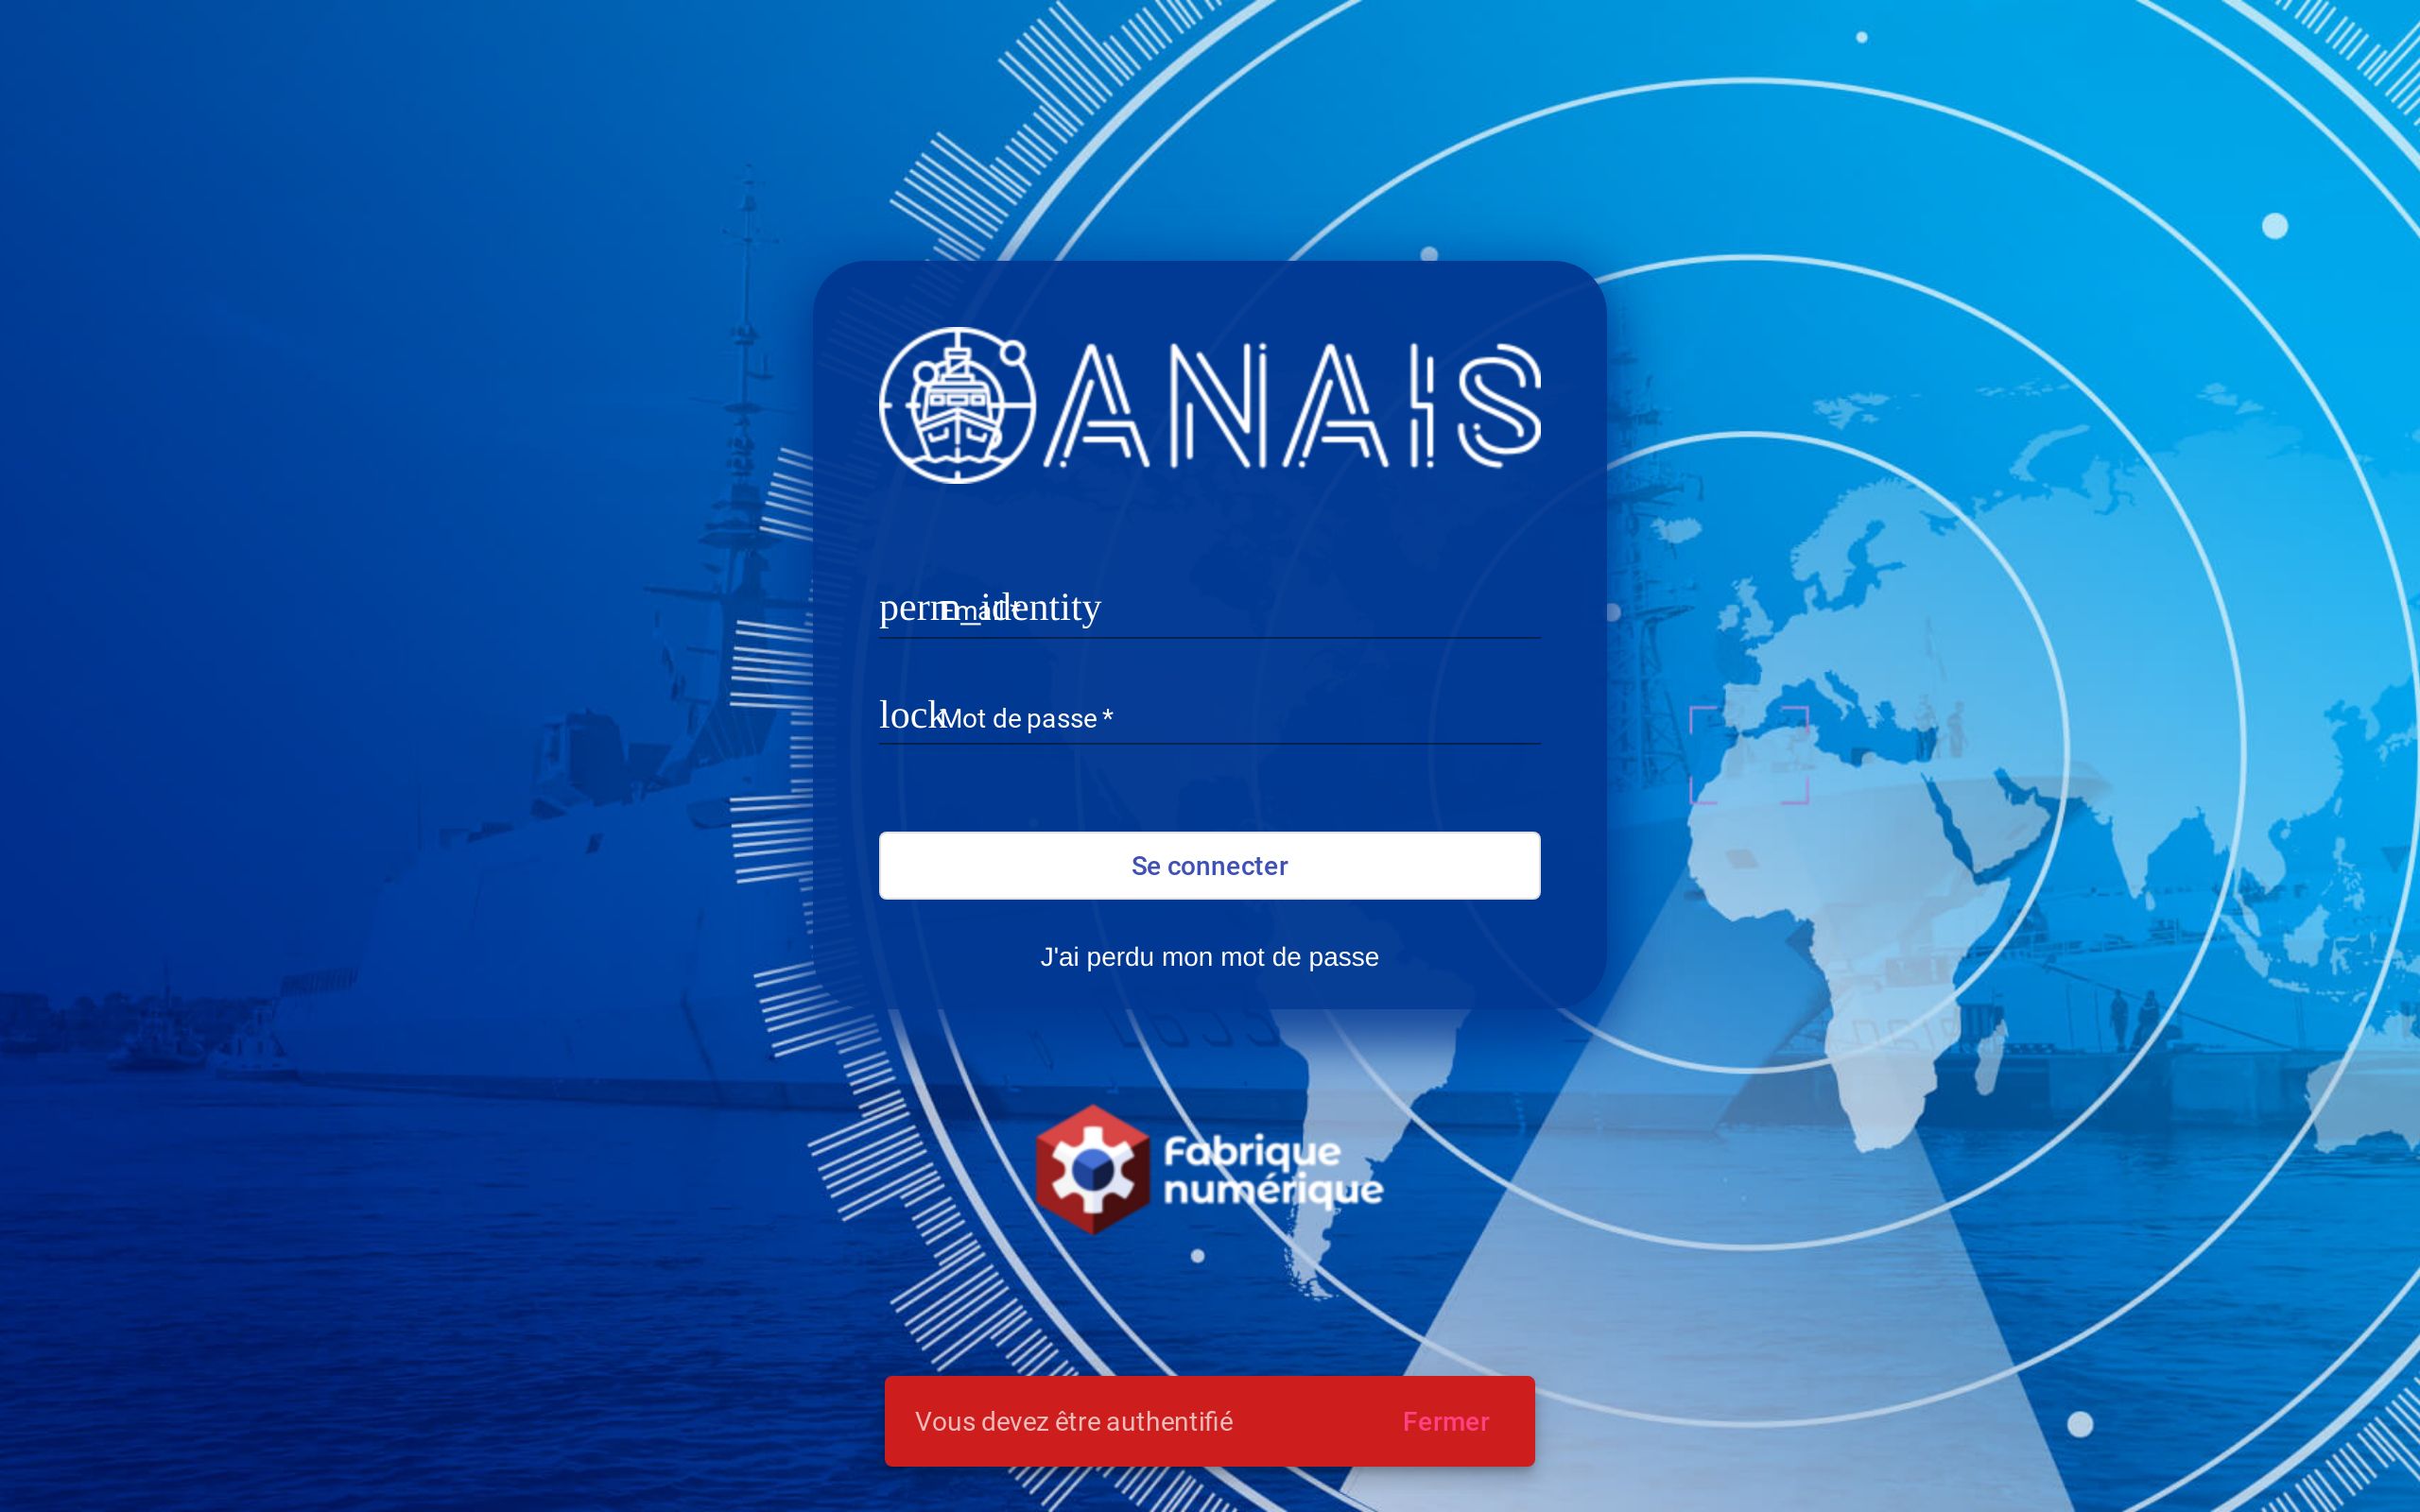 ANAIS
perm_identity
Email *
lock
Mot de passe *
Se connecter
J'ai perdu mon mot de passe
Fabrique
numérique
Vous devez être authentifié
Fermer